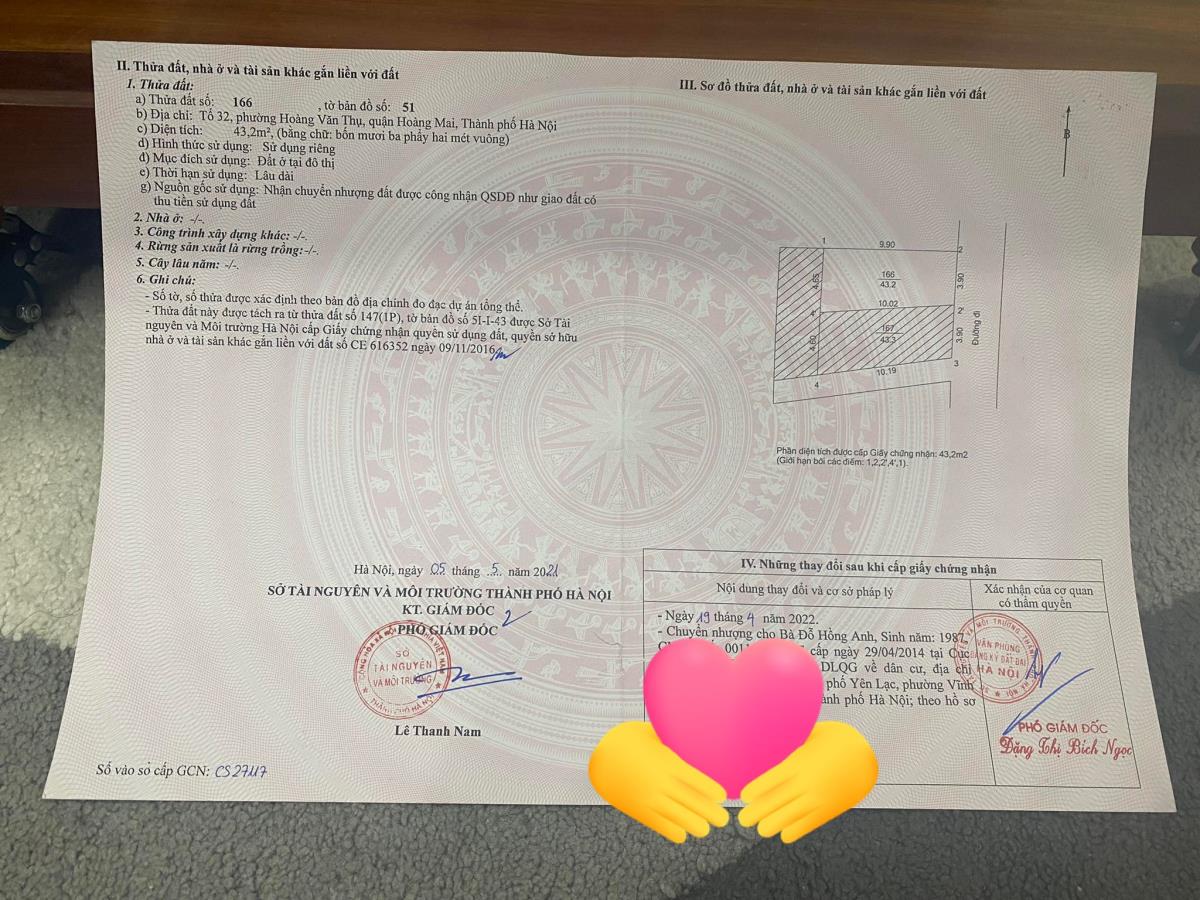 II. Thửa đất, nhà ở và tài sản khác gắn liền với đất
1. Thửa đất:
a) Thửa đất số: 166 , tờ bản đồ số: 51
b) Địa chỉ: Tổ 32, phường Hoàng Văn Thụ, quận Hoàng Mai, Thành phố Hà Nội
c) Diện tích: 43,2m², (bằng chữ: bốn mươi ba phẩy hai mét vuông)
d) Hình thức sử dụng: Sử dụng riêng
đ) Mục đích sử dụng: Đất ở tại đô thị
e) Thời hạn sử dụng: Lâu dài
g) Nguồn gốc sử dụng: Nhận chuyển nhượng đất được công nhận QSDĐ như giao đất có
thu tiền sử dụng đất
2. Nhà ở: -/-.
3. Công trình xây dựng khác: -/-.
4. Rừng sản xuất là rừng trồng: -/-.
5. Cây lâu năm: -/-.
6. Ghi chú:
- Số tờ, số thửa được xác định theo bản đồ địa chính đo đạc dự án tổng thể.
- Thửa đất này được tách ra từ thửa đất số 147(1P), tờ bản đồ số 5I-I-43 được Sở Tài
nguyên và Môi trường Hà Nội cấp Giấy chứng nhận quyền sử dụng đất, quyền sở hữu
nhà ở và tài sản khác gắn liền với đất số CE 616352 ngày 09/11/2016
Hà Nội, ngày 05 tháng 5 năm 2021
SỞ TÀI NGUYÊN VÀ MÔI TRƯỜNG THÀNH PHỐ HÀ NỘI
KT. GIÁM ĐỐC
PHÓ GIÁM ĐỐC
SỞ
TÀI NGUYÊN
VÀ MÔI TRƯỜNG
THÀNH PHỐ HÀ NỘI
Lê Thanh Nam
Số vào sổ cấp GCN: CS27117
III. Sơ đồ thửa đất, nhà ở và tài sản khác gắn liền với đất
B
1
9.90
2
4.65
166
43.2
3.90
10.02
4'
2'
167
43.3
4.60
3.90
Đường đi
3
10.19
4
Phần diện tích được cấp Giấy chứng nhận: 43,2m2
(Giới hạn bởi các điểm: 1,2,2',4',1).
IV. Những thay đổi sau khi cấp giấy chứng nhận
Nội dung thay đổi và cơ sở pháp lý
Xác nhận của cơ quan
có thẩm quyền
- Ngày 19 tháng 4 năm 2022.
- Chuyển nhượng cho Bà Đỗ Hồng Anh, Sinh năm: 1987,
cấp ngày 29/04/2014 tại Cục
DLQG về dân cư, địa chỉ
phố Yên Lạc, phường Vĩnh
phố Hà Nội; theo hồ sơ
VĂN PHÒNG
ĐĂNG KÝ ĐẤT ĐAI
HÀ NỘI
PHÓ GIÁM ĐỐC
Đặng Thị Bích Ngọc